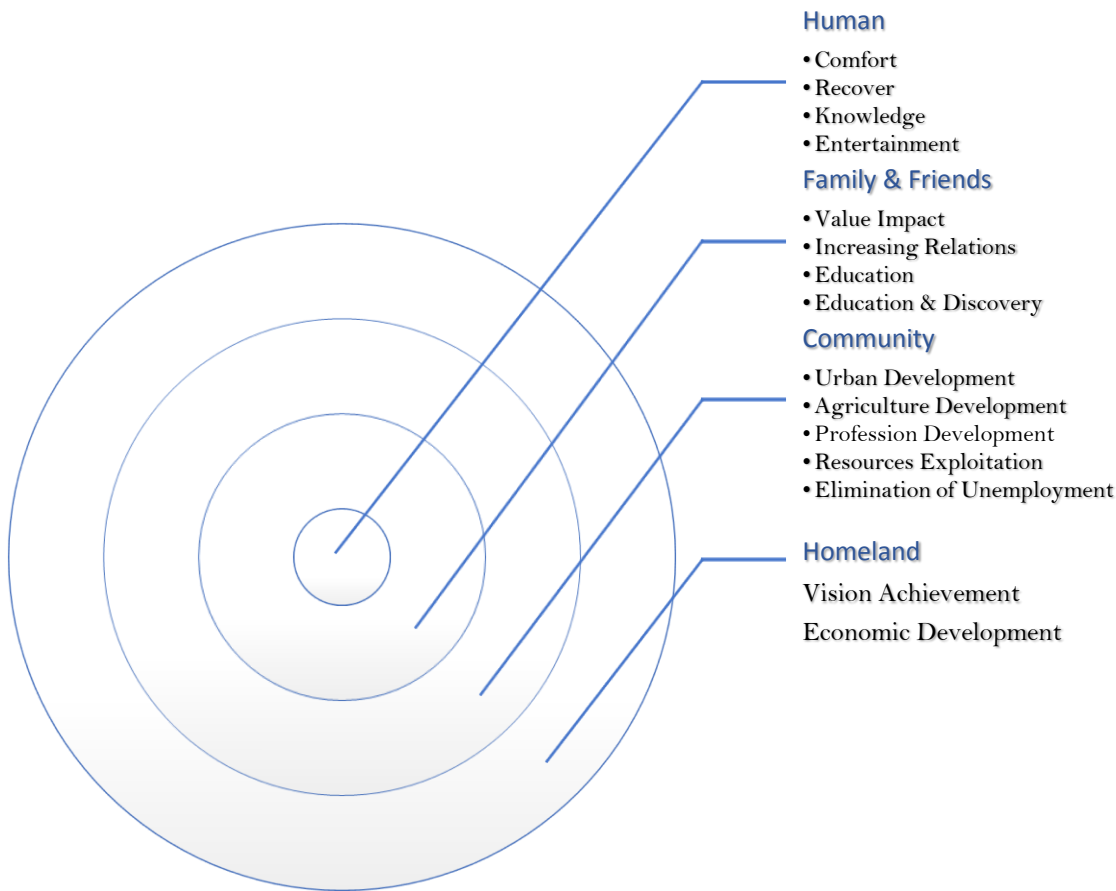 Human
• Comfort
• Recover
• Knowledge
• Entertainment
Family & Friends
• Value Impact
• Increasing Relations
• Education
• Education & Discovery
Community
• Urban Development
• Agriculture Development
• Profession Development
• Resources Exploitation
• Elimination of Unemployment
Homeland
Vision Achievement
Economic Development